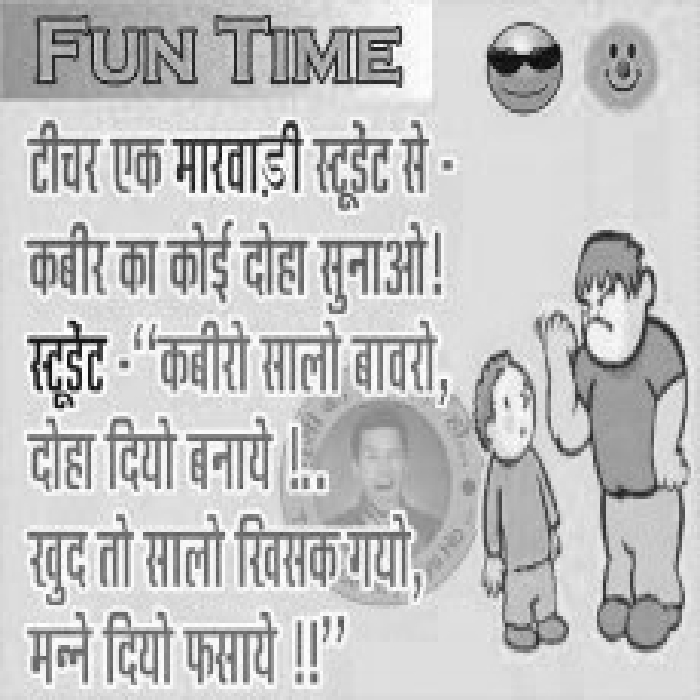 FUN TIME
टीचर एक मारवाड़ी स्टूडेंट से -
कबीर का कोई दोहा सुनाओ!
स्टूडेंट -“कबीरो सालो बावरो,
दोहा दियो बनाये !..
खुद तो सालो खिसक गयो,
मन्ने दियो फसाये !!”